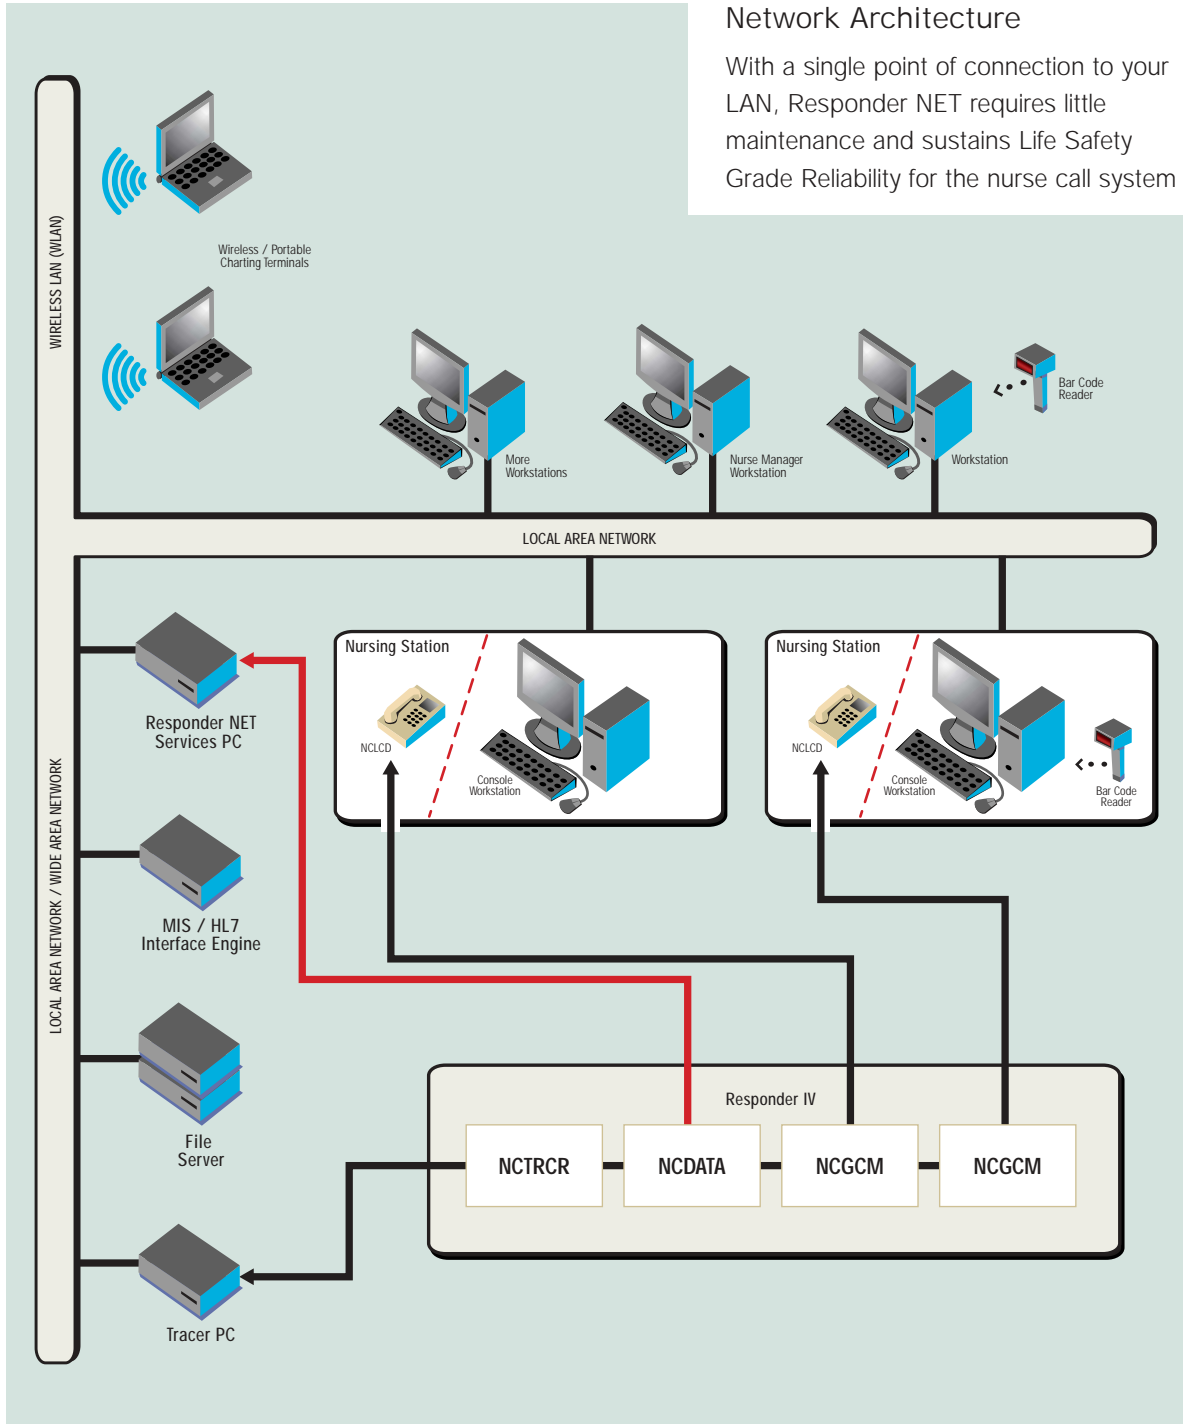 Network Architecture
With a single point of connection to your
LAN, Responder NET requires little
maintenance and sustains Life Safety
Grade Reliability for the nurse call system
WIRELESS LAN (WLAN)
Wireless / Portable
Charting Terminals
More
Workstations
Nurse Manager
Workstation
Workstation
Bar Code
Reader
LOCAL AREA NETWORK
LOCAL AREA NETWORK / WIDE AREA NETWORK
Responder NET
Services PC
MIS / HL7
Interface Engine
File
Server
Tracer PC
Nursing Station
NCLCD
Console
Workstation
Nursing Station
NCLCD
Console
Workstation
Bar Code
Reader
Responder IV
NCTRCR
NCDATA
NCGCM
NCGCM